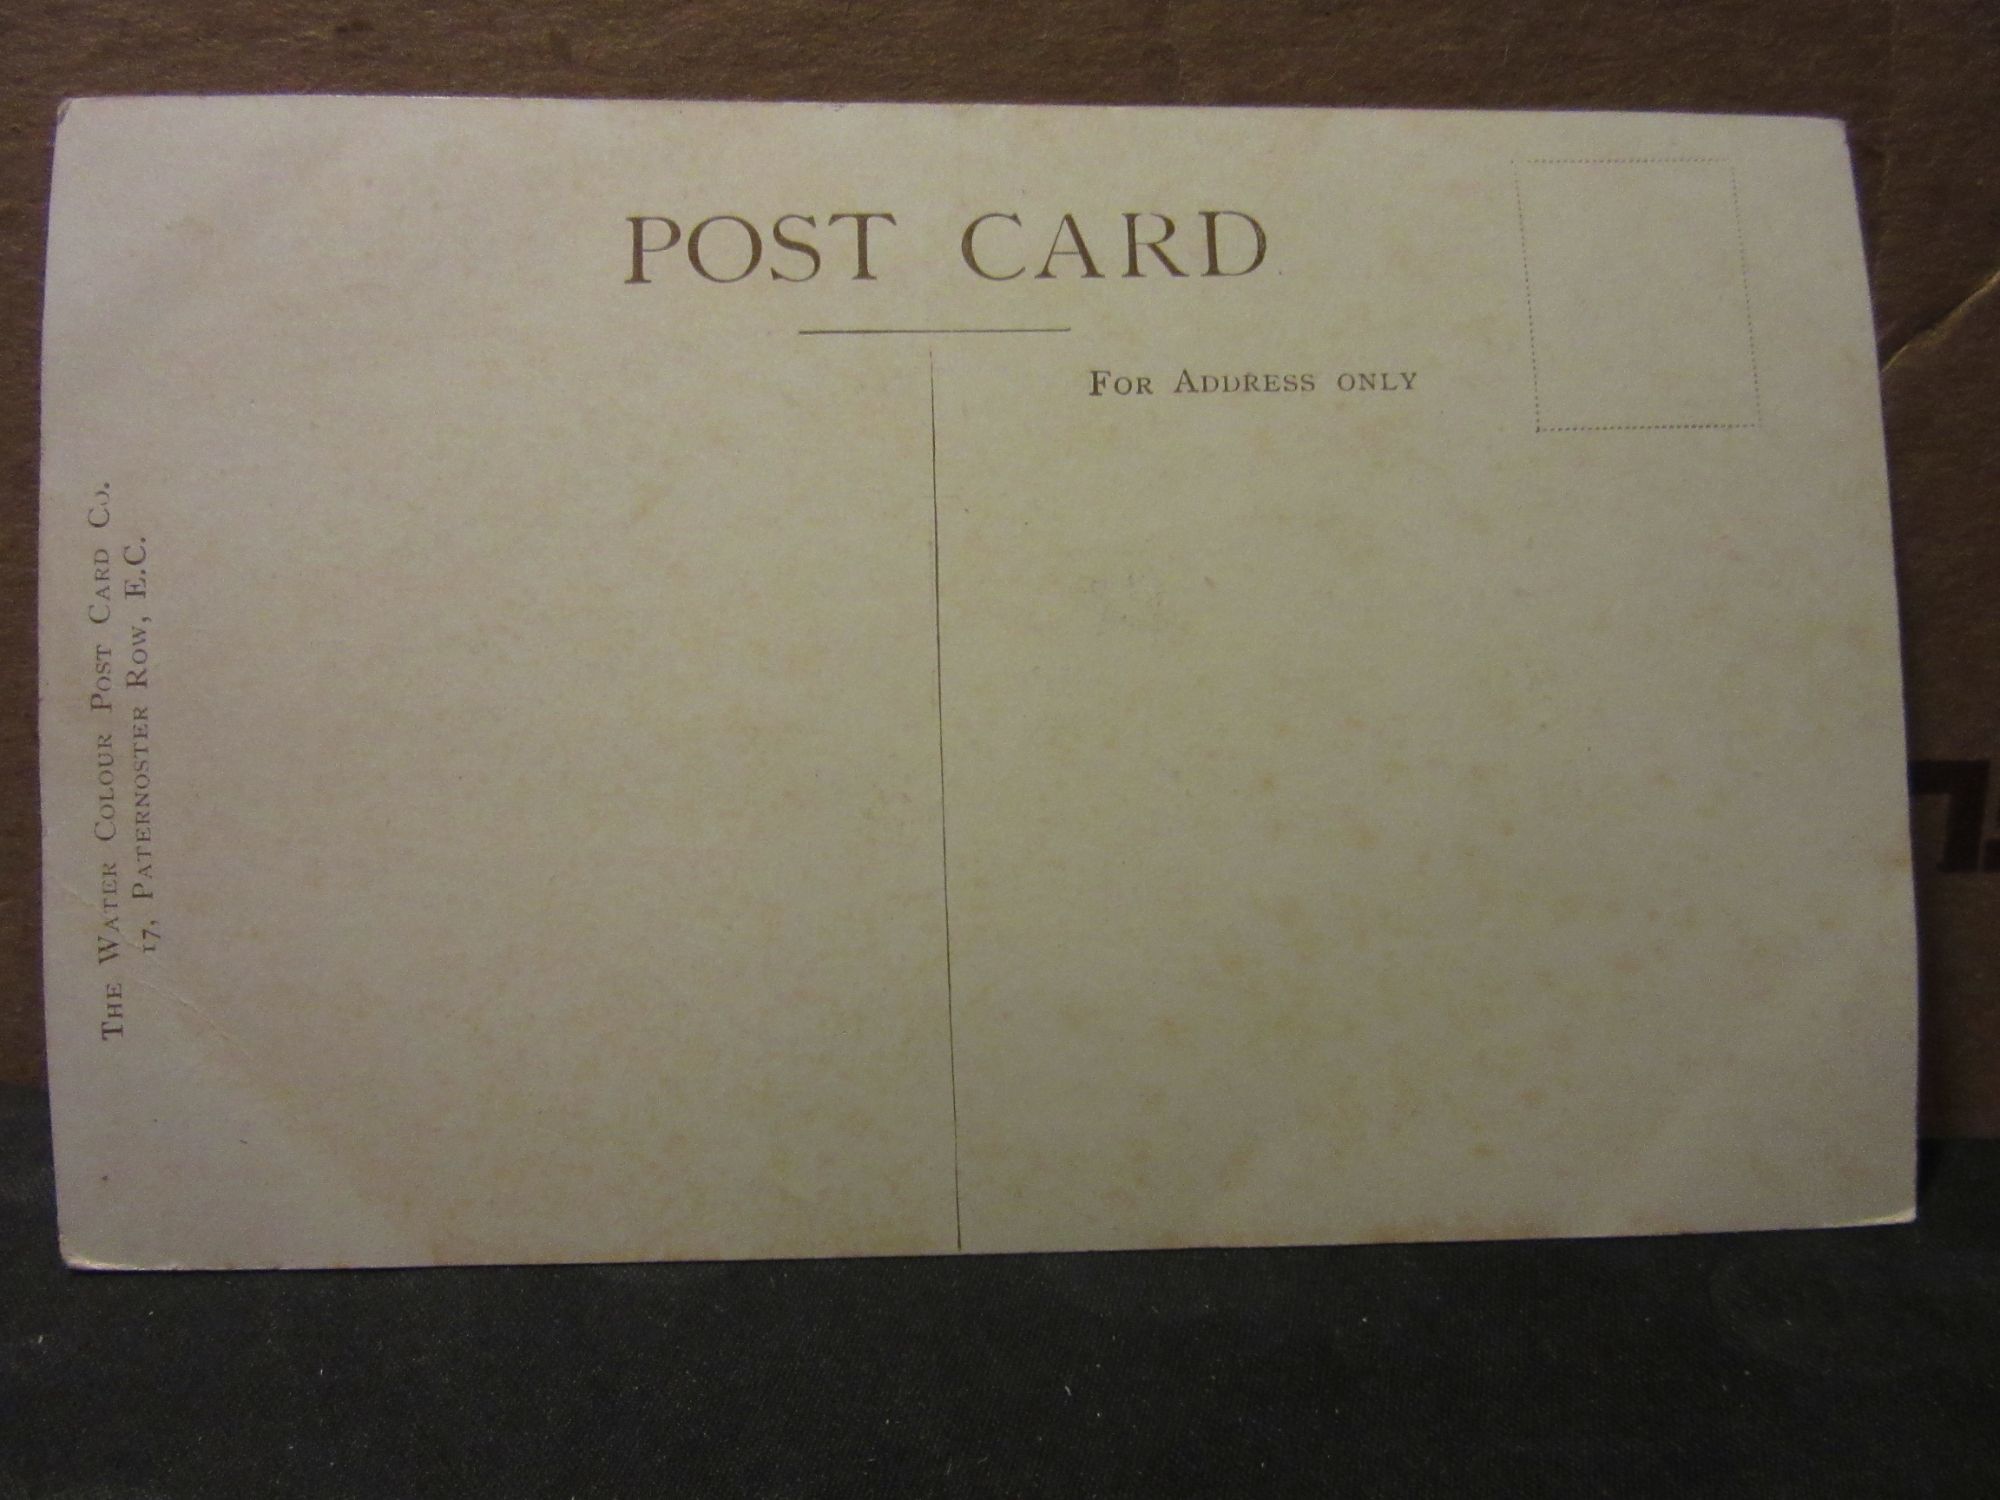 POST CARD
FOR ADDRESS ONLY
THE WATER COLOUR POST CARD CO.
17, PATERNOSTER ROW, E.C.